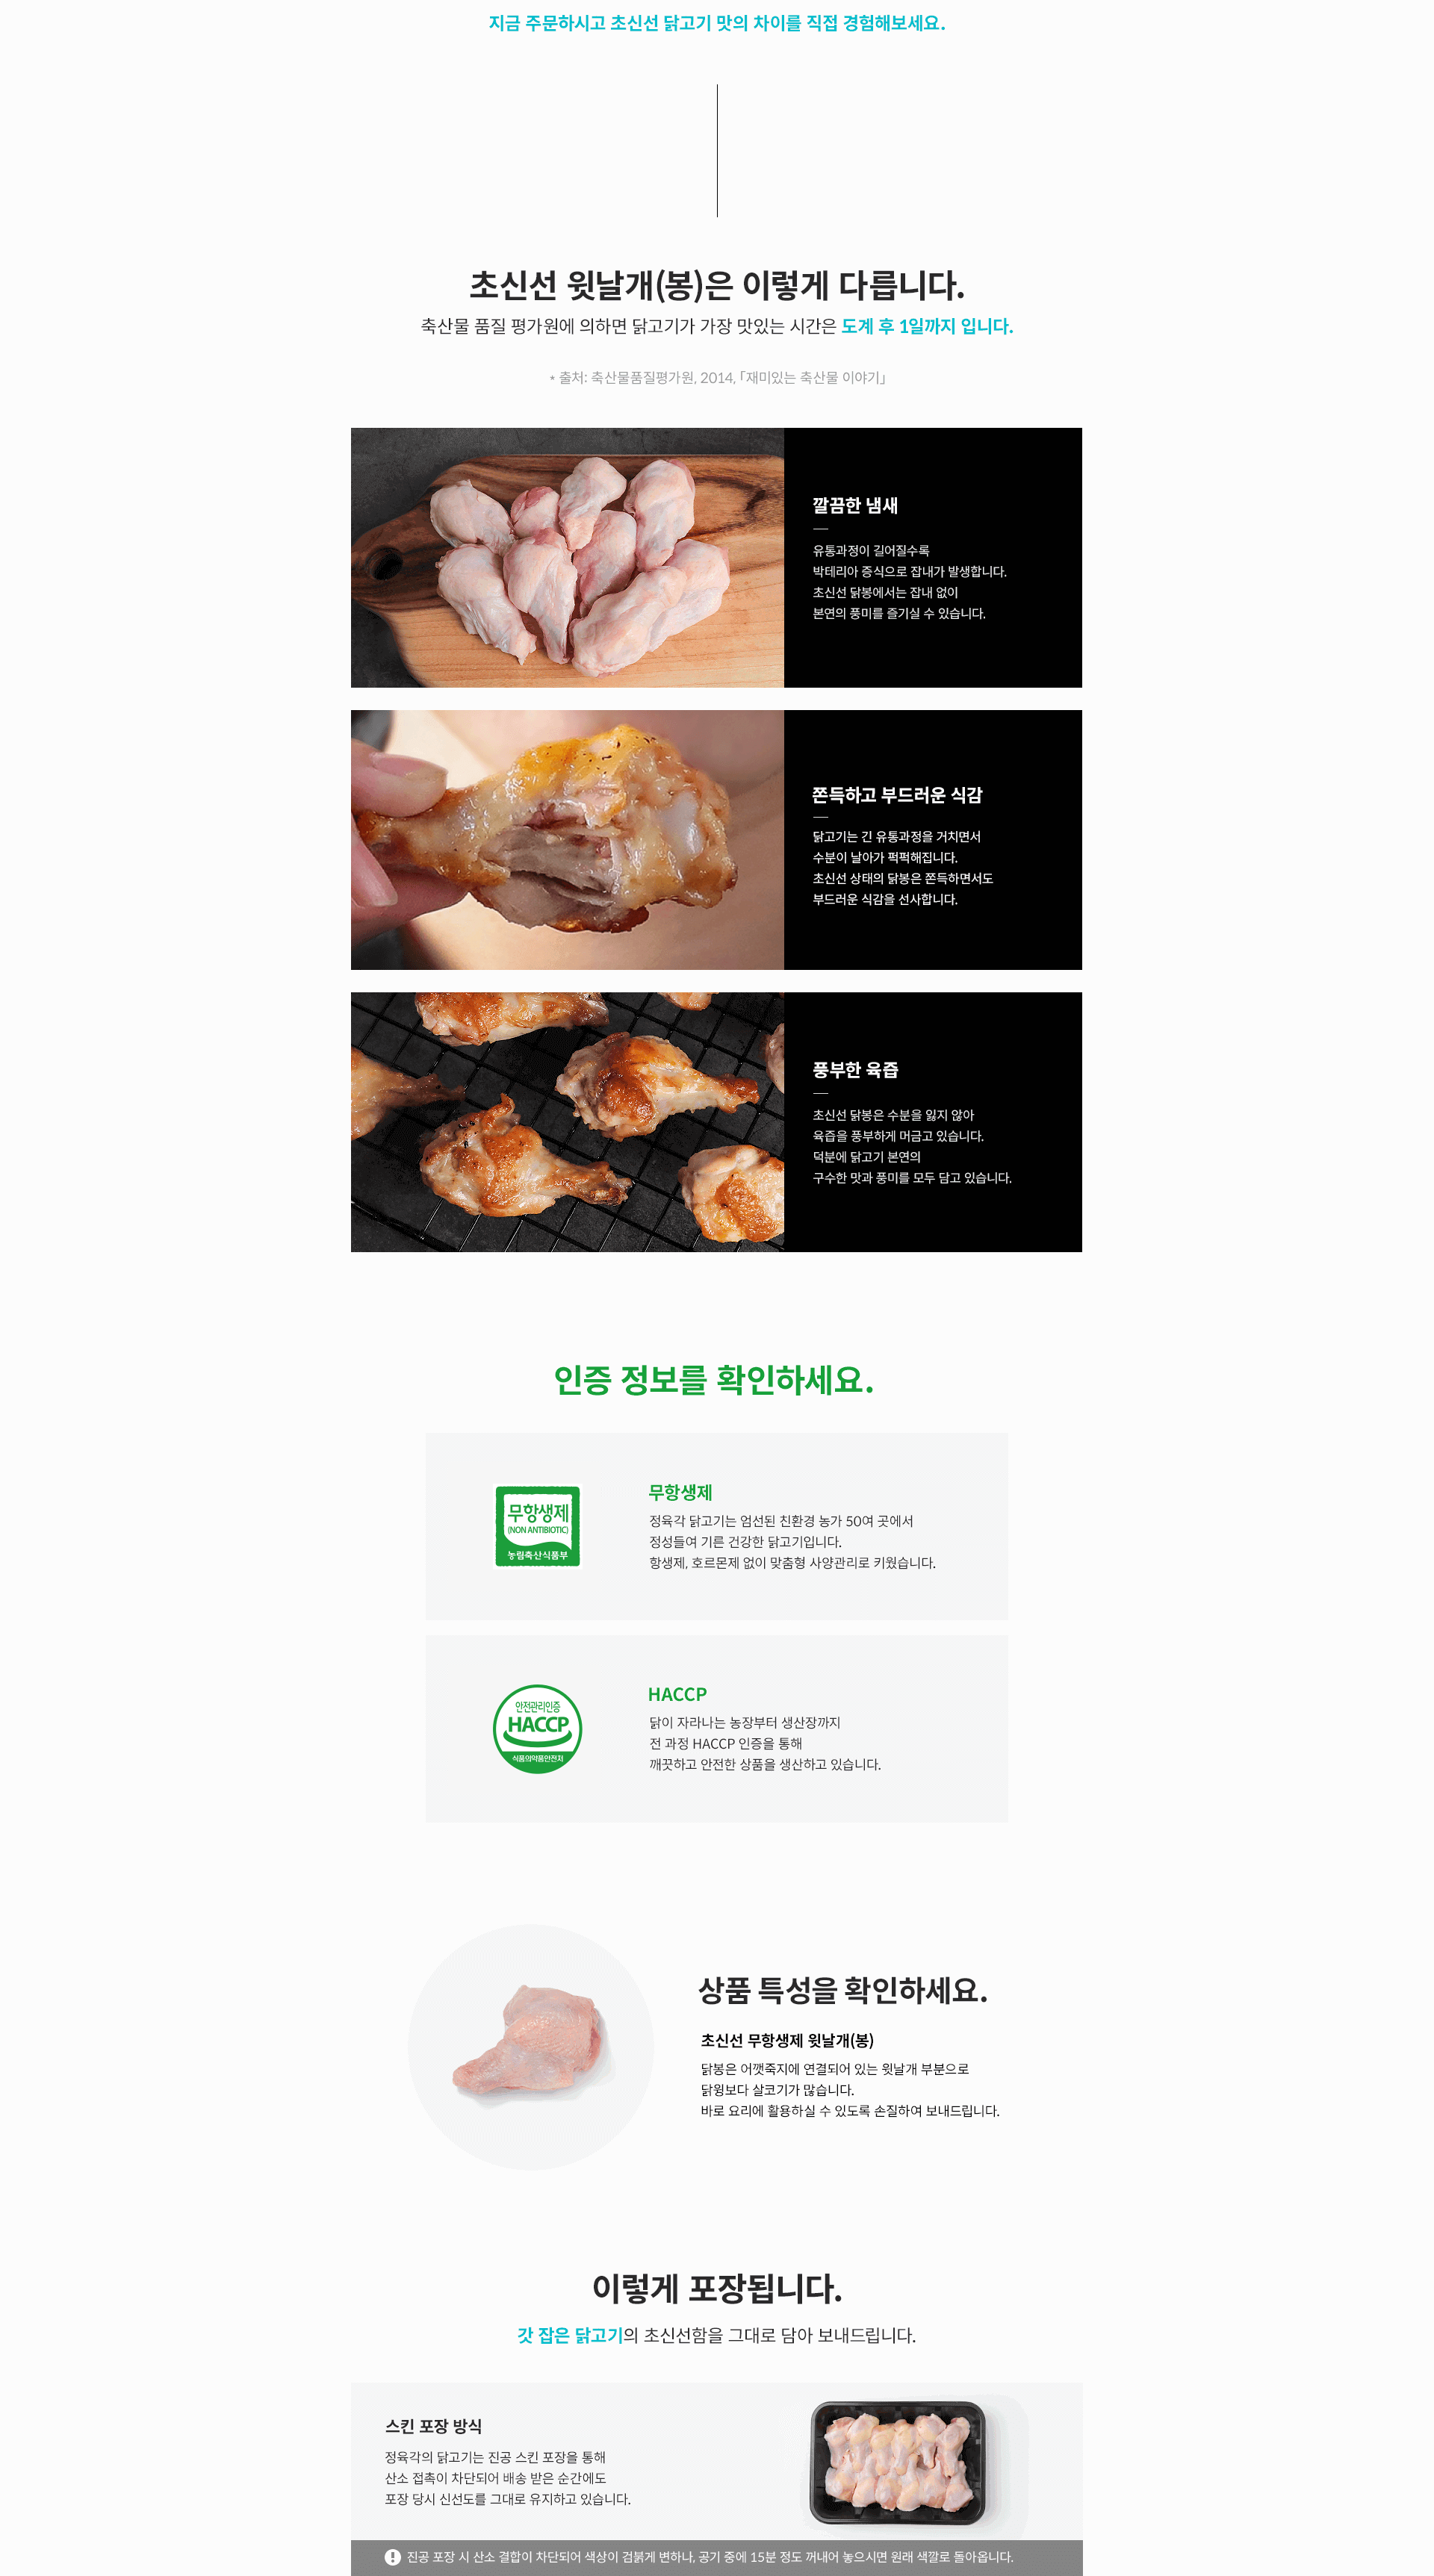 지금 주문하시고 초신선 닭고기 맛의 차이를 직접 경험해보세요.
초신선 윗날개(봉)은 이렇게 다릅니다.
축산물 품질 평가원에 의하면 닭고기가 가장 맛있는 시간은 도계 후 1일까지 입니다.
* 출처: 축산물품질평가원, 2014, 「재미있는 축산물 이야기」
깔끔한 냄새
유통과정이 길어질수록
박테리아 증식으로 잡내가 발생합니다.
초신선 닭봉에서는 잡내 없이
본연의 풍미를 즐기실 수 있습니다.
쫀득하고 부드러운 식감
닭고기는 긴 유통과정을 거치면서
수분이 날아가 퍽퍽해집니다.
초신선 상태의 닭봉은 쫀득하면서도
부드러운 식감을 선사합니다.
풍부한 육즙
초신선 닭봉은 수분을 잃지 않아
육즙을 풍부하게 머금고 있습니다.
덕분에 닭고기 본연의
구수한 맛과 풍미를 모두 담고 있습니다.
인증 정보를 확인하세요.
무항생제
(NON ANTIBIOTIC)
농림축산식품부
무항생제
정육각 닭고기는 엄선된 친환경 농가 50여 곳에서
정성들여 기른 건강한 닭고기입니다.
항생제, 호르몬제 없이 맞춤형 사양관리로 키웠습니다.
안전관리인증
HACCP
식품의약품안전처
HACCP
닭이 자라나는 농장부터 생산장까지
전 과정 HACCP 인증을 통해
깨끗하고 안전한 상품을 생산하고 있습니다.
상품 특성을 확인하세요.
초신선 무항생제 윗날개(봉)
닭봉은 어깻죽지에 연결되어 있는 윗날개 부분으로
닭윙보다 살코기가 많습니다.
바로 요리에 활용하실 수 있도록 손질하여 보내드립니다.
이렇게 포장됩니다.
갓 잡은 닭고기의 초신선함을 그대로 담아 보내드립니다.
스킨 포장 방식
정육각의 닭고기는 진공 스킨 포장을 통해
산소 접촉이 차단되어 배송 받은 순간에도
포장 당시 신선도를 그대로 유지하고 있습니다.
진공 포장 시 산소 결합이 차단되어 색상이 검붉게 변하나, 공기 중에 15분 정도 꺼내어 놓으시면 원래 색깔로 돌아옵니다.